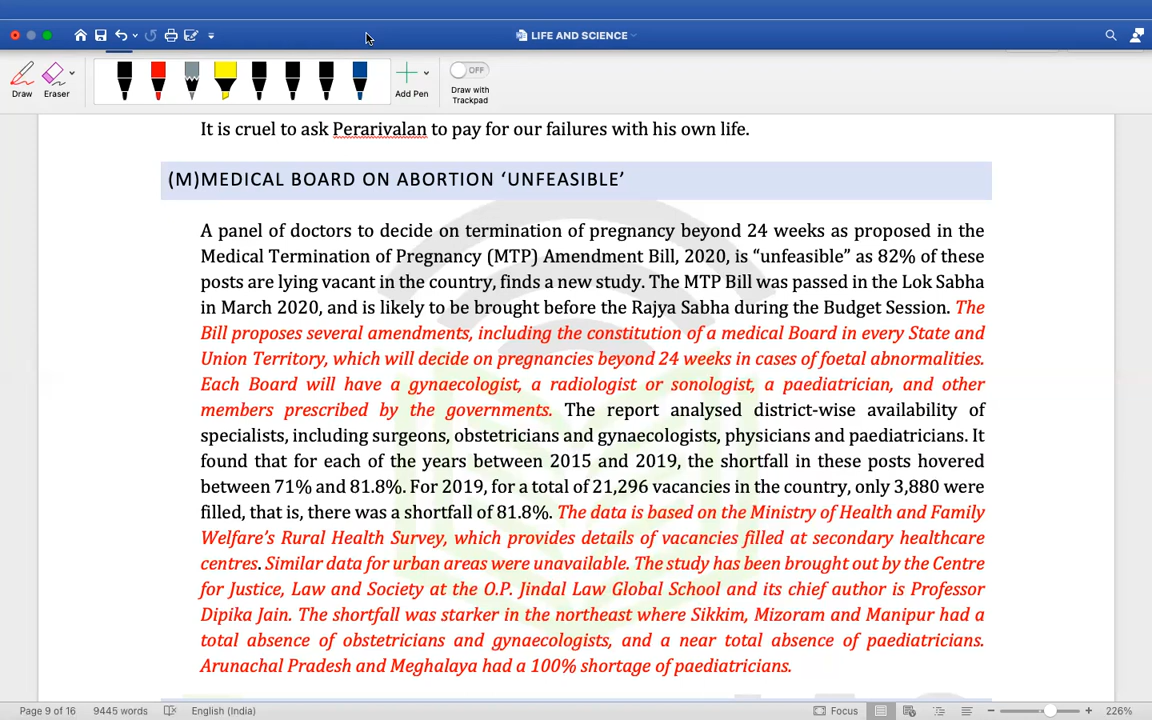 LIFE AND SCIENCE
Draw
Eraser
Add Pen
OFF
Draw with
Trackpad
It is cruel to ask Perarivalan to pay for our failures with his own life.
(M)MEDICAL BOARD ON ABORTION ‘UNFEASIBLE’
A panel of doctors to decide on termination of pregnancy beyond 24 weeks as proposed in the
Medical Termination of Pregnancy (MTP) Amendment Bill, 2020, is “unfeasible” as 82% of these
posts are lying vacant in the country, finds a new study. The MTP Bill was passed in the Lok Sabha
in March 2020, and is likely to be brought before the Rajya Sabha during the Budget Session. The
Bill proposes several amendments, including the constitution of a medical Board in every State and
Union Territory, which will decide on pregnancies beyond 24 weeks in cases of foetal abnormalities.
Each Board will have a gynaecologist, a radiologist or sonologist, a paediatrician, and other
members prescribed by the governments. The report analysed district-wise availability of
specialists, including surgeons, obstetricians and gynaecologists, physicians and paediatricians. It
found that for each of the years between 2015 and 2019, the shortfall in these posts hovered
between 71% and 81.8%. For 2019, for a total of 21,296 vacancies in the country, only 3,880 were
filled, that is, there was a shortfall of 81.8%. The data is based on the Ministry of Health and Family
Welfare’s Rural Health Survey, which provides details of vacancies filled at secondary healthcare
centres. Similar data for urban areas were unavailable. The study has been brought out by the Centre
for Justice, Law and Society at the O.P. Jindal Law Global School and its chief author is Professor
Dipika Jain. The shortfall was starker in the northeast where Sikkim, Mizoram and Manipur had a
total absence of obstetricians and gynaecologists, and a near total absence of paediatricians.
Arunachal Pradesh and Meghalaya had a 100% shortage of paediatricians.
Page 9 of 16
9445 words
English (India)
Focus
226%